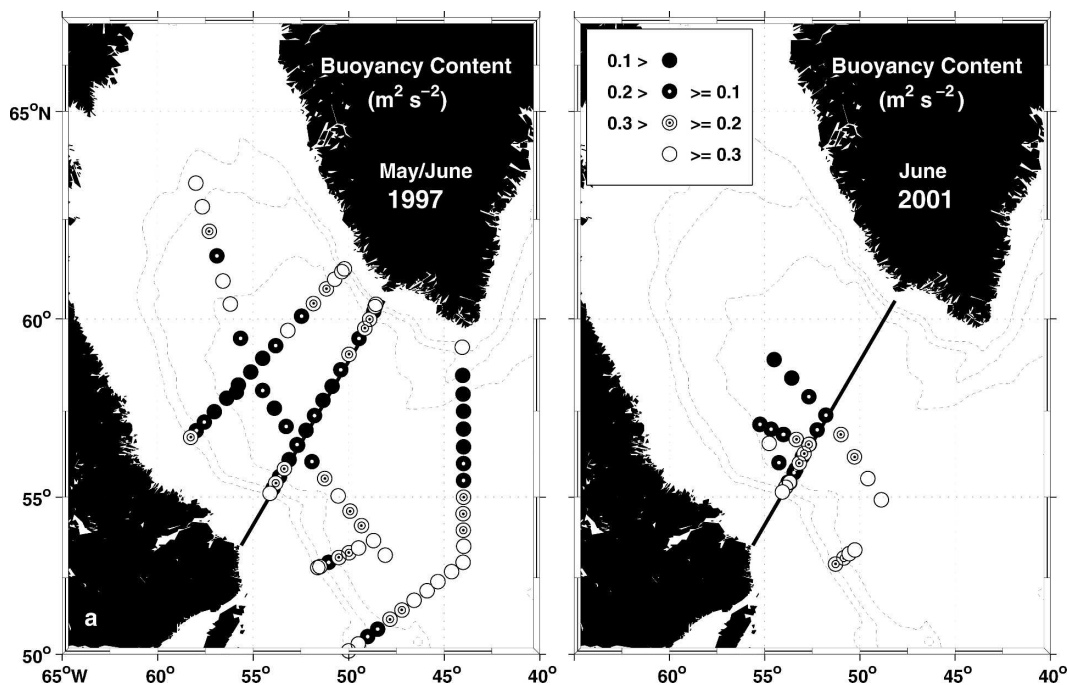 Buoyancy Content
(m² s⁻²)
May/June
1997
a
65°N
60°
55°
50°
65°W
60°
55°
50°
45°
40°
0.1 >
0.2 > >= 0.1
0.3 > >= 0.2
>= 0.3
Buoyancy Content
(m² s⁻²)
June
2001
60°
55°
50°
45°
40°